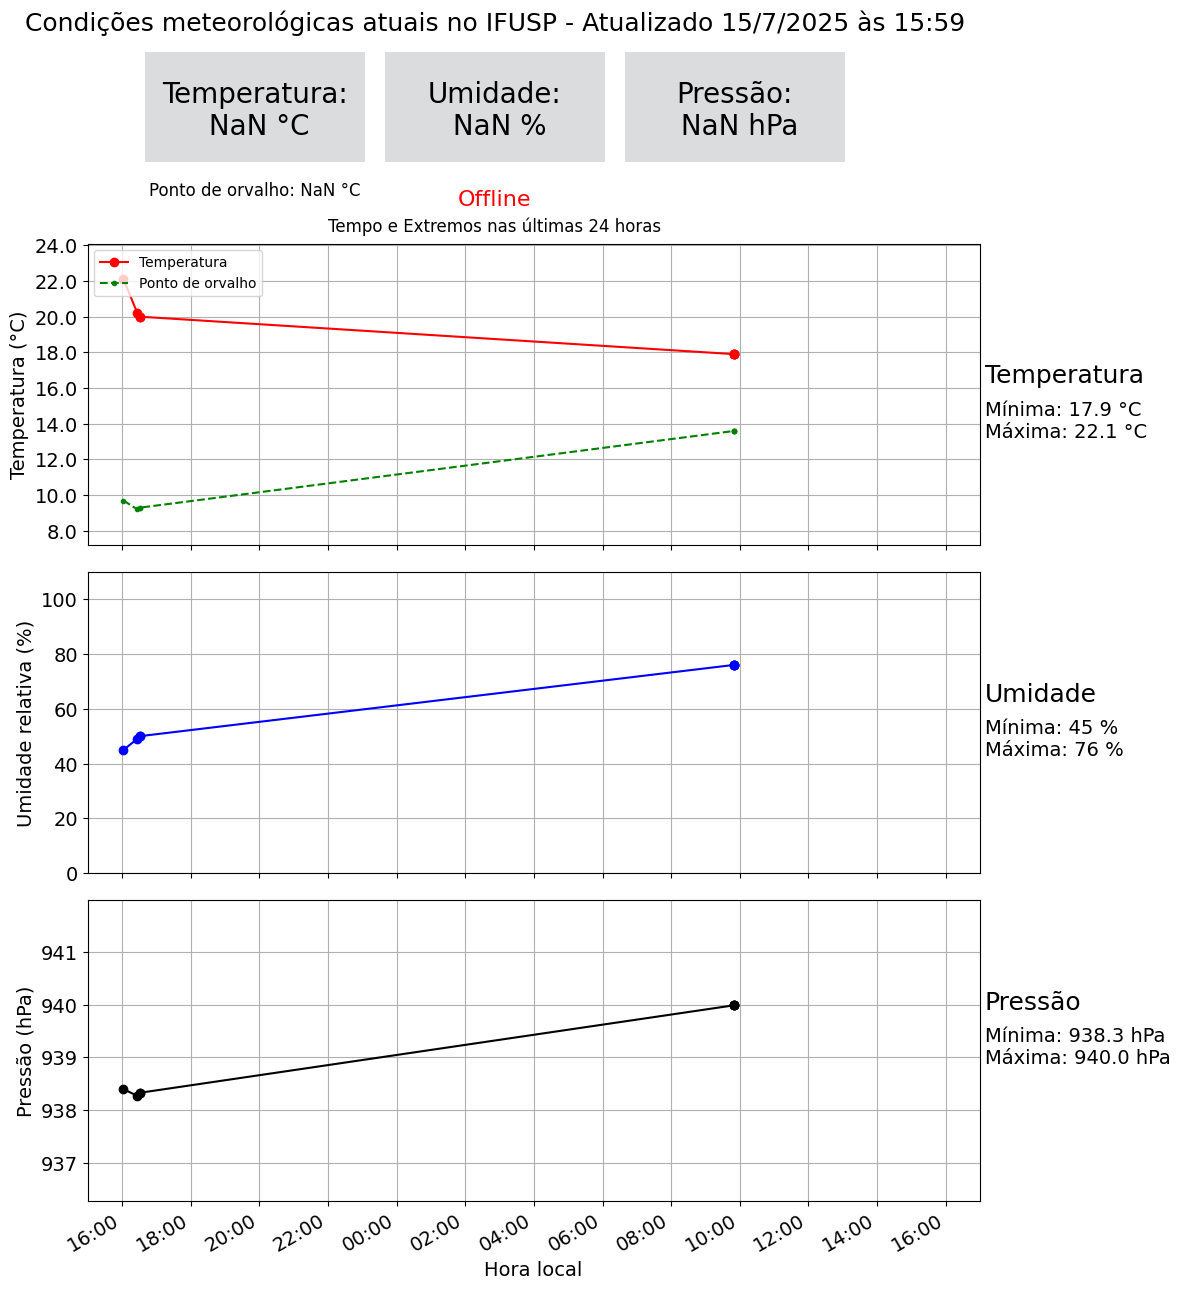 Condições meteorológicas atuais no IFUSP - Atualizado 15/7/2025 às 15:59
Temperatura:
NaN °C
Umidade:
NaN %
Pressão:
NaN hPa
Ponto de orvalho: NaN °C
Offline
Tempo e Extremos nas últimas 24 horas
Temperatura (°C)
24.0
22.0
20.0
18.0
16.0
14.0
12.0
10.0
8.0
Temperatura
Ponto de orvalho
Temperatura
Mínima: 17.9 °C
Máxima: 22.1 °C
Umidade relativa (%)
100
80
60
40
20
0
Umidade
Mínima: 45 %
Máxima: 76 %
Pressão (hPa)
941
940
939
938
937
Pressão
Mínima: 938.3 hPa
Máxima: 940.0 hPa
16:00 18:00 20:00 22:00 00:00 02:00 04:00 06:00 08:00 10:00 12:00 14:00 16:00
Hora local